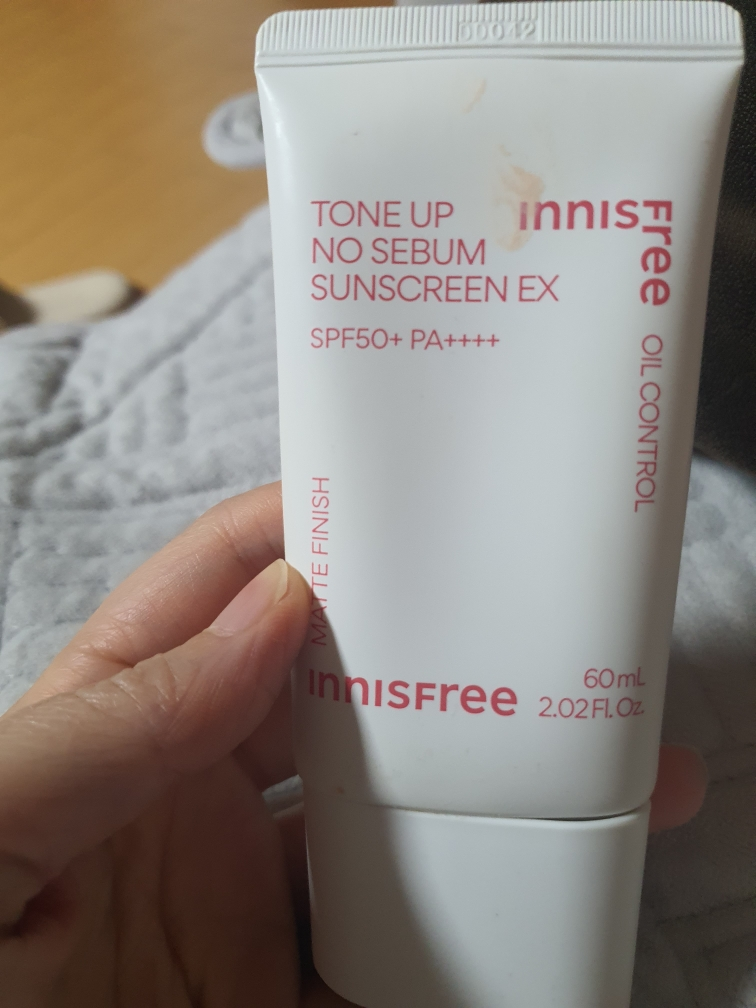 00042
TONE UP
NO SEBUM
SUNSCREEN EX
SPF50+ PA++++
innisFree
OIL CONTROL
MATTE FINISH
innisFree
60mL
2.02 Fl. Oz.